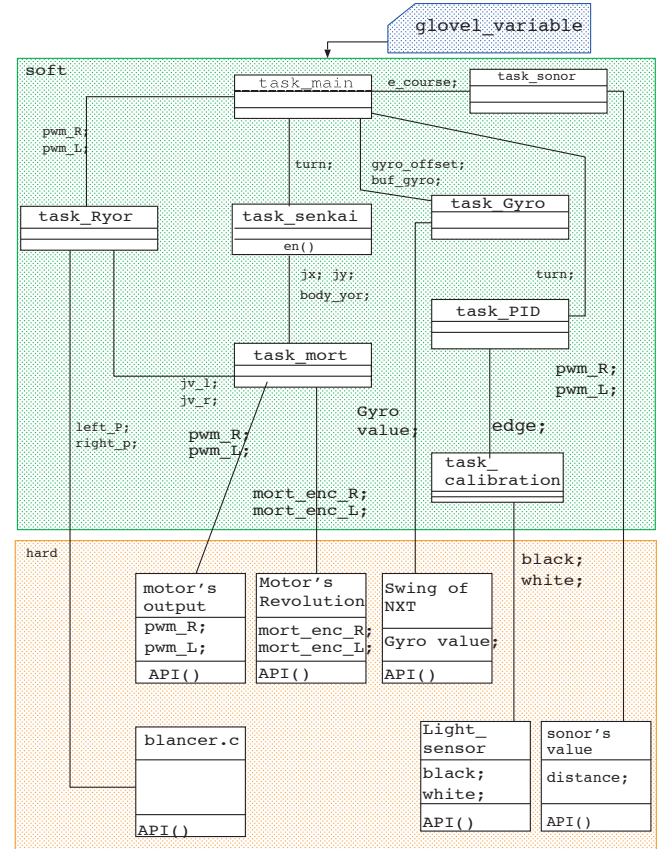 glovel_variable
soft
task_main
e_course;
task_sonor
pwm_R;
pwm_L;
turn;
gyro_offset;
buf_gyro;
task_Ryor
task_senkai
en()
task_Gyro
jx; jy;
body_yor;
turn;
task_PID
task_mort
jv_l;
jv_r;
pwm_R;
pwm_L;
left_P;
right_p;
pwm_R;
pwm_L;
Gyro
value;
edge;
task_
calibration
mort_enc_R;
mort_enc_L;
hard
black;
white;
motor's
output
pwm_R;
pwm_L;
API()
Motor's
Revolution
mort_enc_R;
mort_enc_L;
API()
Swing of
NXT
Gyro value;
API()
blancer.c
API()
Light_
sensor
black;
white;
API()
sonor's
value
distance;
API()